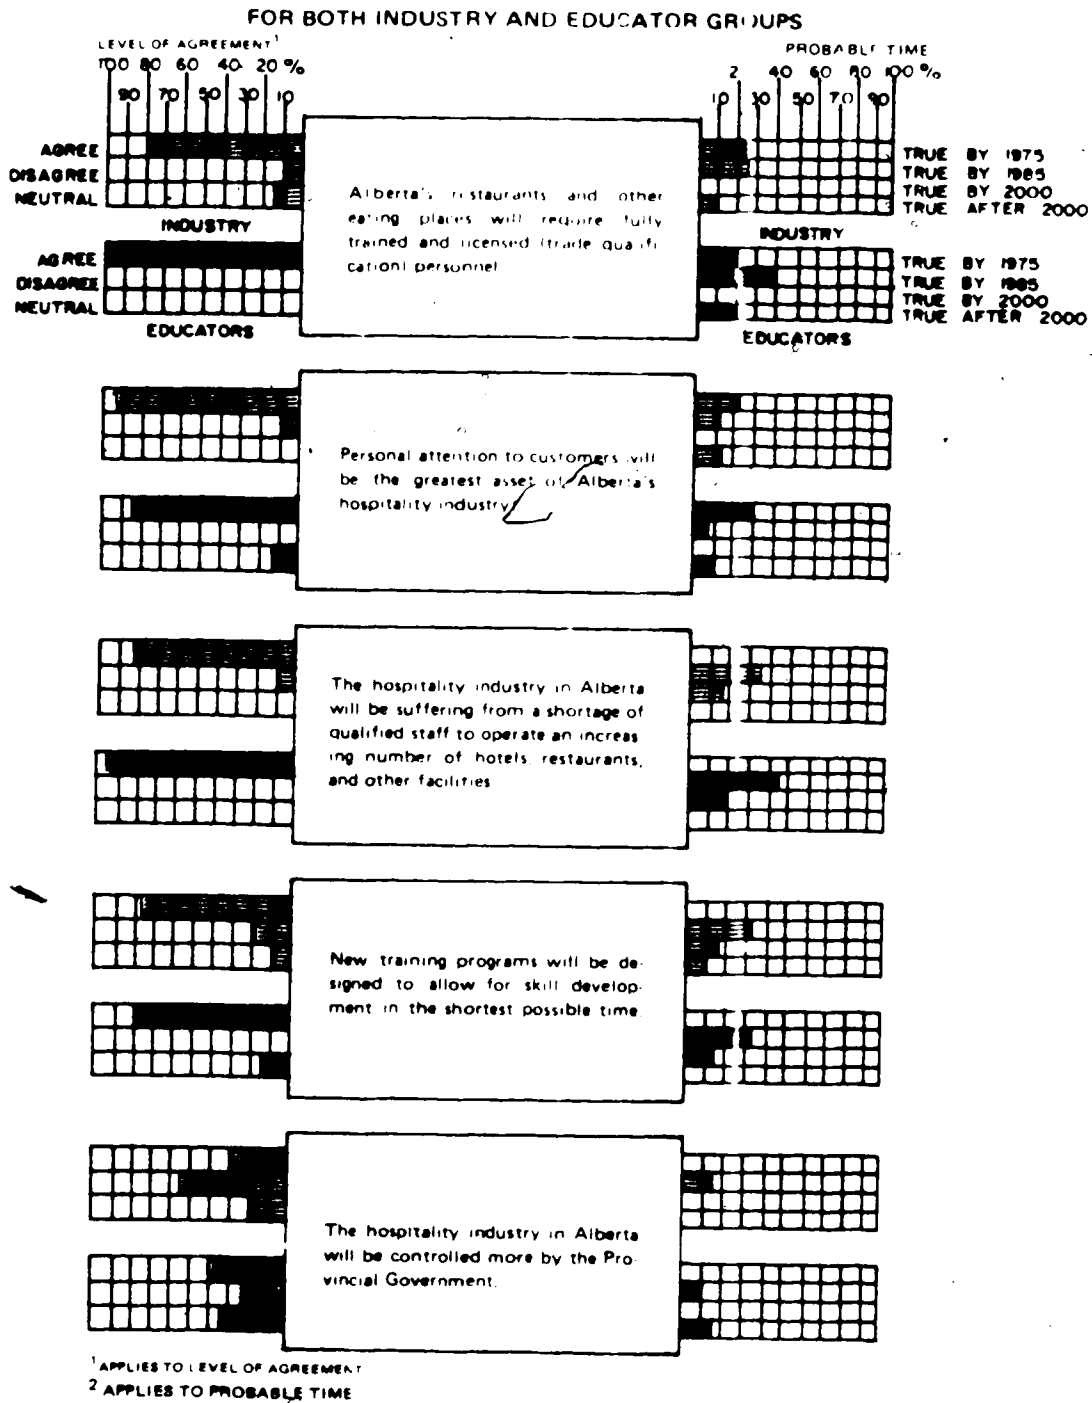 FOR BOTH INDUSTRY AND EDUCATOR GROUPS
LEVEL OF AGREEMENT 1
100 80 60 40 20 %
90 70 50 30 10
PROBABLE TIME
2 40 60 80 100 %
10 30 50 70 90
AGREE
DISAGREE
NEUTRAL
INDUSTRY
AGREE
DISAGREE
NEUTRAL
EDUCATORS
Alberta's restaurants and other
eating places will require fully
trained and licensed (trade qualifi
cation) personnel
TRUE BY 1975
TRUE BY 1985
TRUE BY 2000
TRUE AFTER 2000
INDUSTRY
TRUE BY 1975
TRUE BY 1985
TRUE BY 2000
TRUE AFTER 2000
EDUCATORS
Personal attention to customers will
be the greatest asset of Alberta's
hospitality industry
The hospitality industry in Alberta
will be suffering from a shortage of
qualified staff to operate an increas
ing number of hotels, restaurants,
and other facilities
New training programs will be de-
signed to allow for skill develop-
ment in the shortest possible time.
The hospitality industry in Alberta
will be controlled more by the Pro-
vincial Government.
1 APPLIES TO LEVEL OF AGREEMENT
2 APPLIES TO PROBABLE TIME